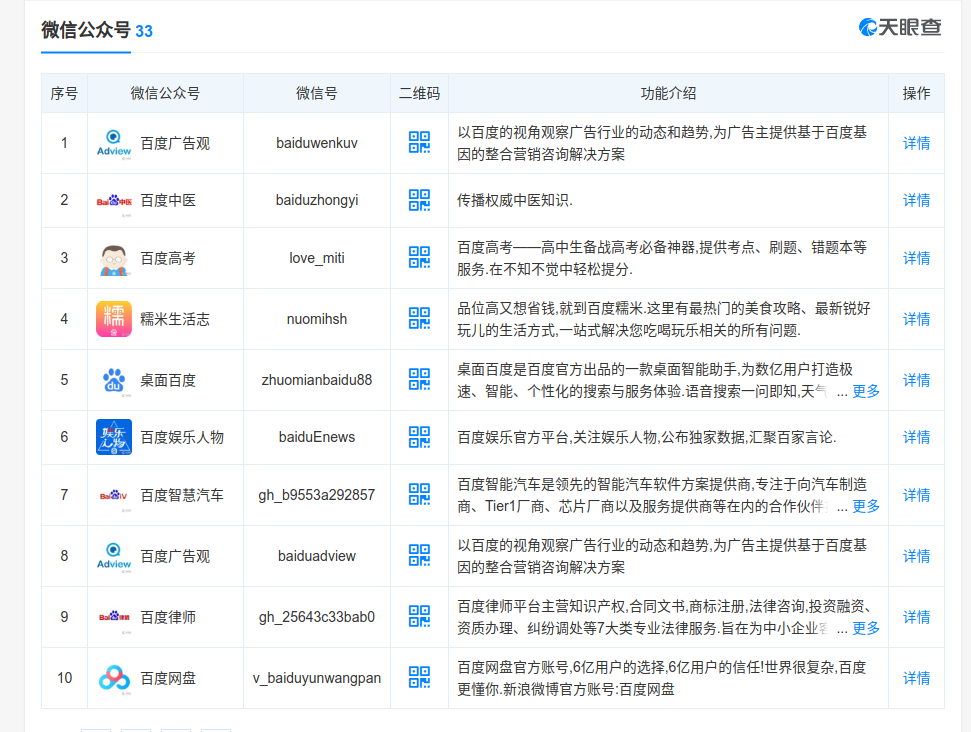 微信公众号 33
天眼查
序号 微信公众号 微信号 二维码 功能介绍 操作
1 Adview 百度广告观 baiduwenkuv 以百度的视角观察广告行业的动态和趋势,为广告主提供基于百度基
因的整合营销咨询解决方案 详情
2 Bai中医 百度中医 baiduzhongyi 传播权威中医知识. 详情
3 百度高考 love_miti 百度高考——高中生备战高考必备神器,提供考点、刷题、错题本等
服务.在不知不觉中轻松提分. 详情
4 糯 糯米生活志 nuomihsh 品位高又想省钱,就到百度糯米.这里有最热门的美食攻略、最新锐好
玩儿的生活方式,一站式解决您吃喝玩乐相关的所有问题. 详情
5 du 桌面百度 zhuomianbaidu88 桌面百度是百度官方出品的一款桌面智能助手,为数亿用户打造极
速、智能、个性化的搜索与服务体验.语音搜索一问即知,天气 ... 更多 详情
6 娱乐人物 百度娱乐人物 baiduEnews 百度娱乐官方平台,关注娱乐人物,公布独家数据,汇聚百家言论. 详情
7 Bai IV 百度智慧汽车 gh_b9553a292857 百度智能汽车是领先的智能汽车软件方案提供商,专注于向汽车制造
商、Tier1厂商、芯片厂商以及服务提供商等在内的合作伙伴 ... 更多 详情
8 Adview 百度广告观 baiduadview 以百度的视角观察广告行业的动态和趋势,为广告主提供基于百度基
因的整合营销咨询解决方案 详情
9 Bai律师 百度律师 gh_25643c33bab0 百度律师平台主营知识产权,合同文书,商标注册,法律咨询,投资融资、
资质办理、纠纷调处等7大类专业法律服务.旨在为中小企业客 ... 更多 详情
10 百度网盘 v_baiduyunwangpan 百度网盘官方账号,6亿用户的选择,6亿用户的信任!世界很复杂,百度
更懂你.新浪微博官方账号:百度网盘 详情